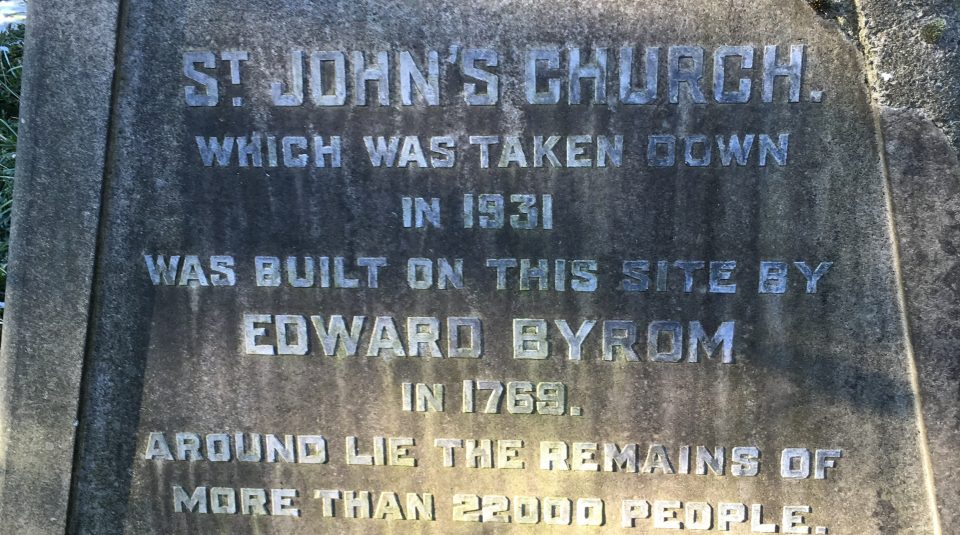 ST. JOHN'S CHURCH.
WHICH WAS TAKEN DOWN
IN 1931
WAS BUILT ON THIS SITE BY
EDWARD BYROM
IN 1769.
AROUND LIE THE REMAINS OF
MORE THAN 22000 PEOPLE.